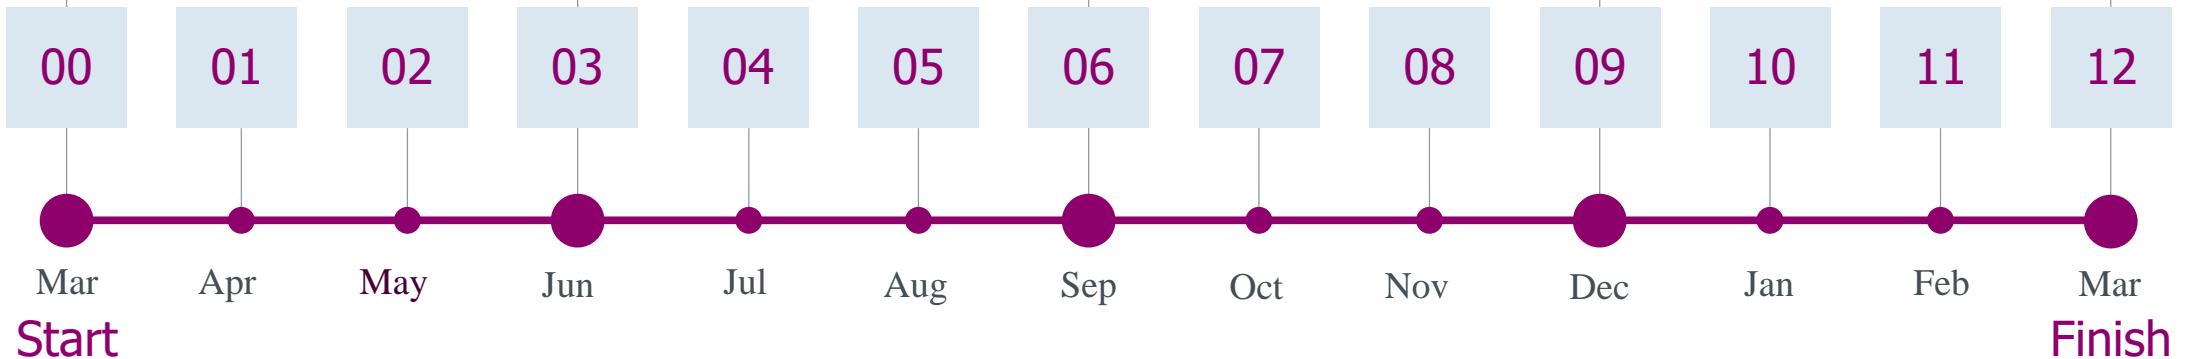 00 01 02 03 04 05 06 07 08 09 10 11 12
Mar Apr May Jun Jul Aug Sep Oct Nov Dec Jan Feb Mar
Start Finish